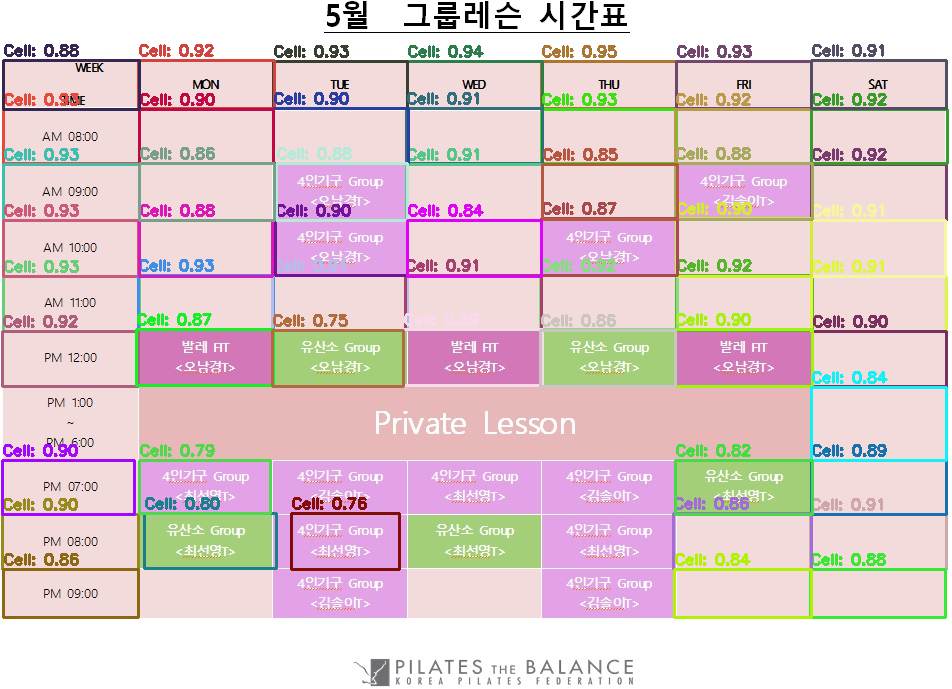 5월 그룹레슨 시간표
Cell: 0.88 Cell: 0.92 Cell: 0.93 Cell: 0.94 Cell: 0.95 Cell: 0.93 Cell: 0.91
WEEK
MON TUE WED THU FRI SAT
Cell: TIME Cell: 0.90 Cell: 0.90 Cell: 0.91 Cell: 0.93 Cell: 0.92 Cell: 0.92
AM 08:00
Cell: 0.93 Cell: 0.86 Cell: 0.88 Cell: 0.91 Cell: 0.85 Cell: 0.88 Cell: 0.92
4인기구 Group 4인기구 Group
AM 09:00
<오남경T> <김솔아T>
Cell: 0.93 Cell: 0.88 Cell: 0.90 Cell: 0.84 Cell: 0.87 Cell: 0.90 Cell: 0.91
4인기구 Group 4인기구 Group
AM 10:00
<오남경T> <오남경T>
Cell: 0.93 Cell: 0.93 Cell: Cell: 0.91 Cell: 0.92 Cell: 0.92 Cell: 0.91
AM 11:00
Cell: 0.92 Cell: 0.87 Cell: 0.75 Cell: 0.89 Cell: 0.86 Cell: 0.90 Cell: 0.90
발레 FIT 유산소 Group 발레 FIT 유산소 Group 발레 FIT
PM 12:00
<오남경T> <오남경T> <오남경T> <오남경T> <오남경T>
Cell: 0.84
PM 1:00
~
PM 6:00
Private Lesson
Cell: 0.90 Cell: 0.79 Cell: 0.82 Cell: 0.89
4인기구 Group 4인기구 Group 4인기구 Group 4인기구 Group 유산소 Group
PM 07:00
<최선영T> <김솔아T> <최선영T> <김솔아T> <최선영T>
Cell: 0.90 Cell: 0.80 Cell: 0.76 Cell: 0.86 Cell: 0.91
유산소 Group 4인기구 Group 유산소 Group 4인기구 Group
PM 08:00
<최선영T> <최선영T> <최선영T> <최선영T>
Cell: 0.86 Cell: 0.84 Cell: 0.88
4인기구 Group 4인기구 Group
PM 09:00
<김솔아T> <김솔아T>
PILATES THE BALANCE
KOREA PILATES FEDERATION